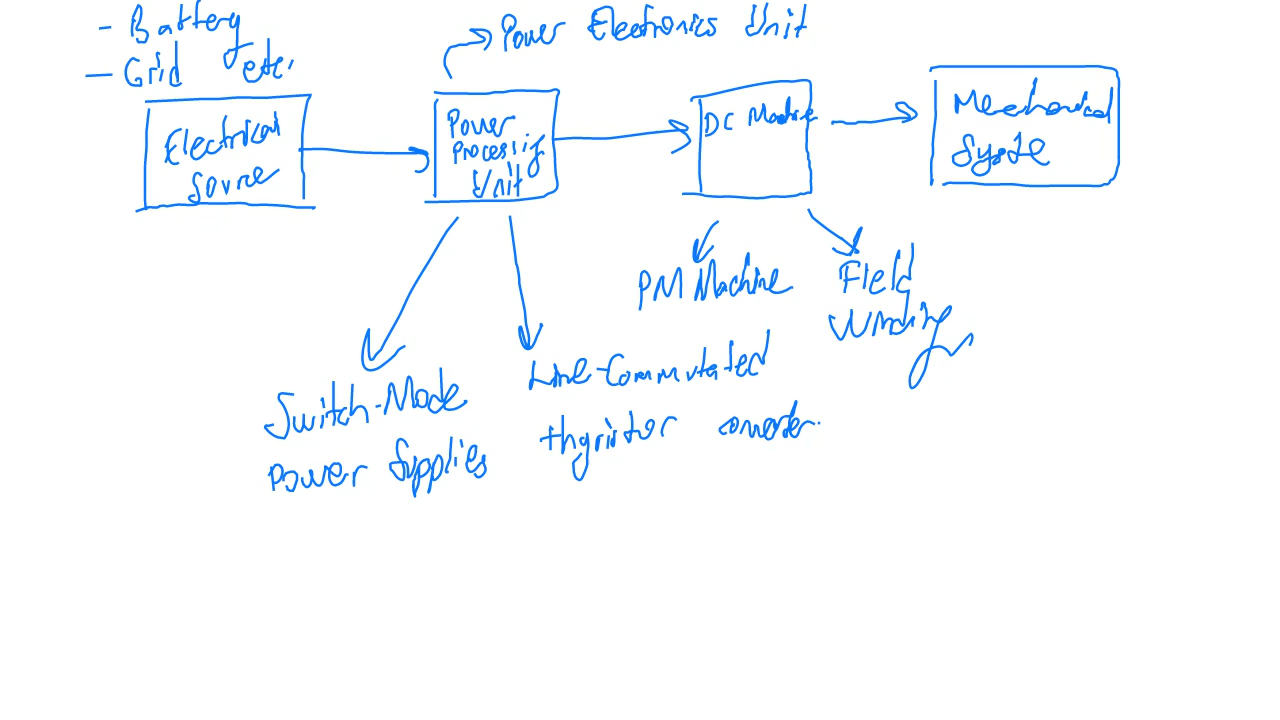 - Battery
- Grid etc.
Power Electronics Unit
Electrical
Source
Power
Processing
Unit
DC Machine
Mechanical
System
PM Machine
Field
Winding
Switch-Mode
Power Supplies
Line-Commutated
thyristor converter.